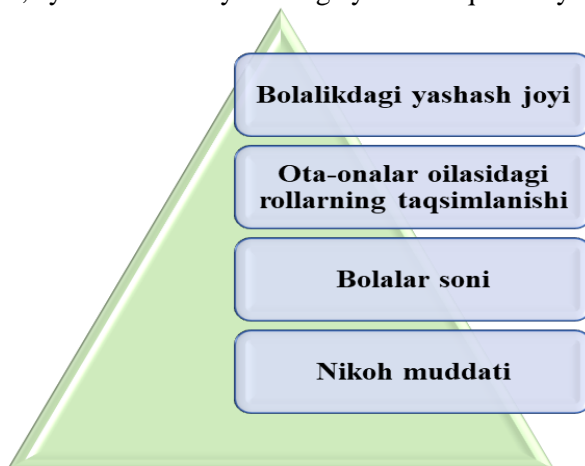 Bolalikdagi yashash joyi
Ota-onalar oilasidagi
rollarning taqsimlanishi
Bolalar soni
Nikoh muddati